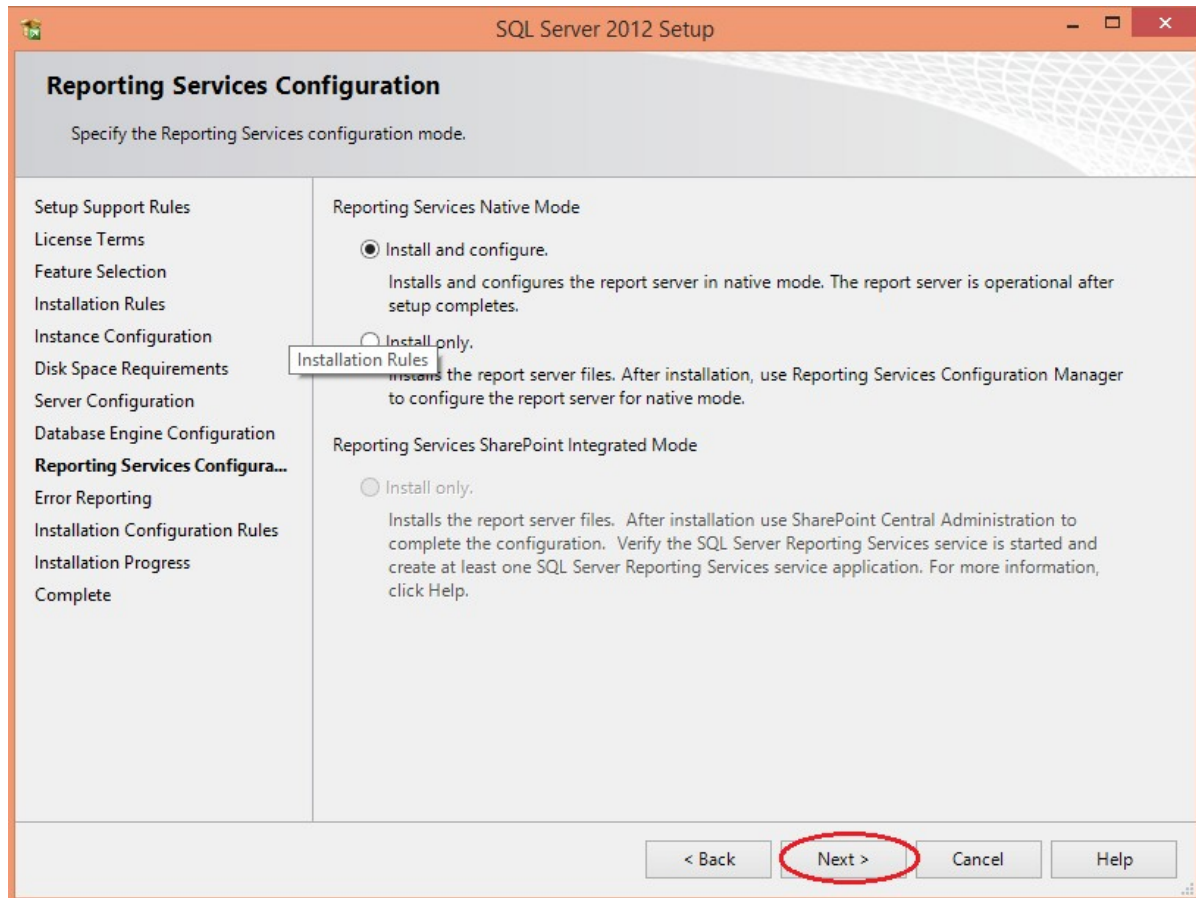 SQL Server 2012 Setup
Reporting Services Configuration
Specify the Reporting Services configuration mode.
Setup Support Rules
License Terms
Feature Selection
Installation Rules
Instance Configuration
Disk Space Requirements
Server Configuration
Database Engine Configuration
Reporting Services Configura...
Error Reporting
Installation Configuration Rules
Installation Progress
Complete
Installation Rules
Reporting Services Native Mode
Install and configure.
Installs and configures the report server in native mode. The report server is operational after
setup completes.
Install only.
Installs the report server files. After installation, use Reporting Services Configuration Manager
to configure the report server for native mode.
Reporting Services SharePoint Integrated Mode
Install only.
Installs the report server files. After installation use SharePoint Central Administration to
complete the configuration. Verify the SQL Server Reporting Services service is started and
create at least one SQL Server Reporting Services service application. For more information,
click Help.
< Back
Next >
Cancel
Help